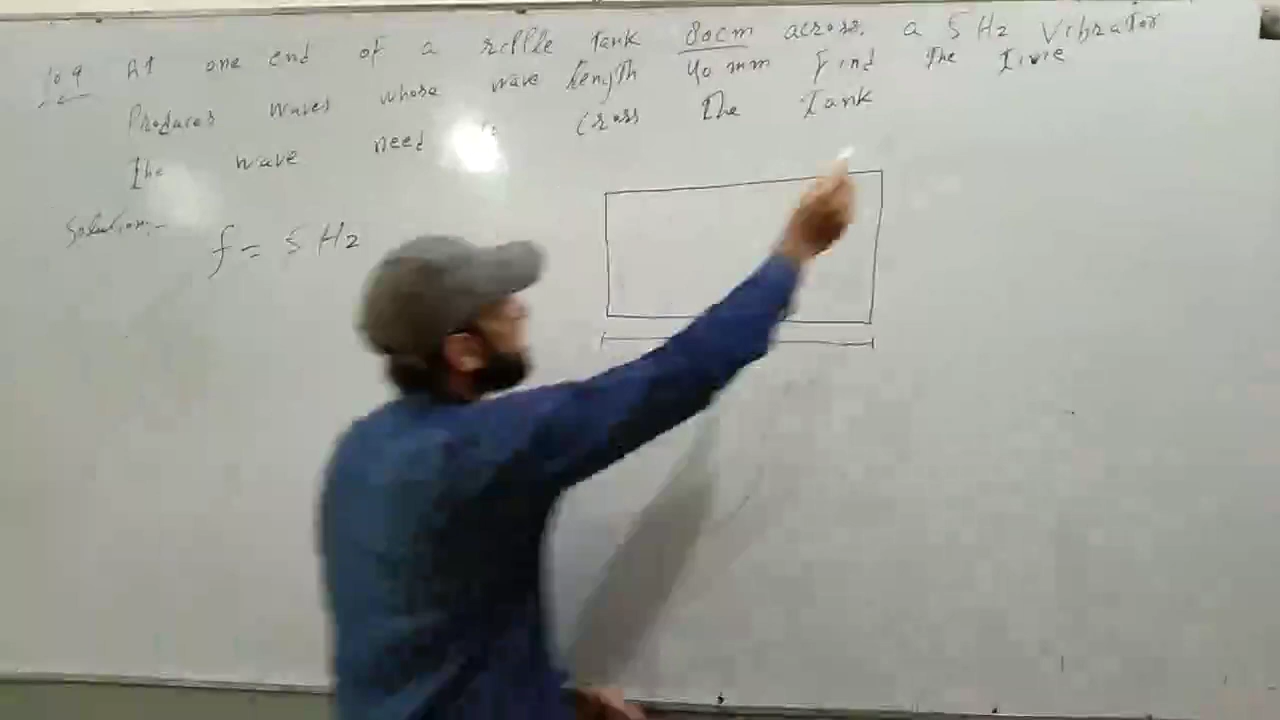 10.9 At one end of a ripple Tank 80cm across, a 5 Hz Vibrator
Produces waves whose wave length 40 mm find the Time
The wave need to cross The Tank
Solution:-
f = 5 Hz